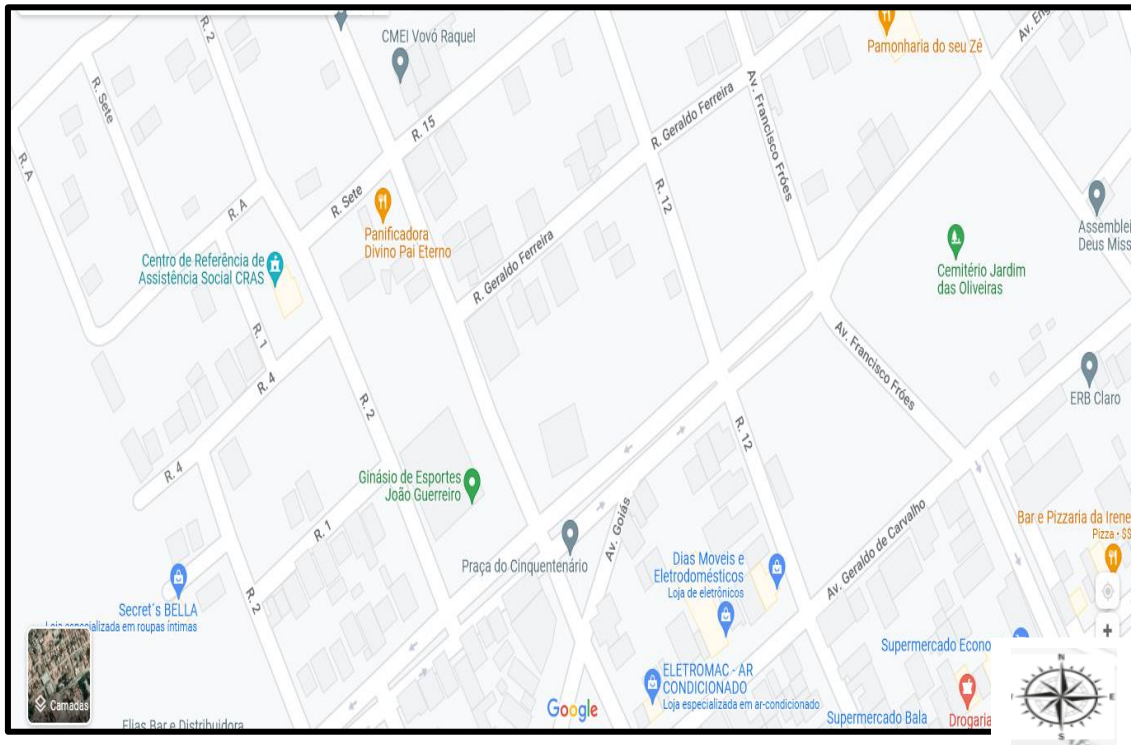 R. 2
CMEI Vovó Raquel
Pamonharia do seu Zé
R. Sete
R. A
R. 15
R. Geraldo Ferreira
Av. Francisco Fróes
R. Sete
R. A
R. 12
Panificadora
Divino Pai Eterno
Centro de Referência de
Assistência Social CRAS
R. Geraldo Ferreira
Cemitério Jardim
das Oliveiras
R. 1
R. 4
Av. Francisco Fróes
ERB Claro
R. 2
R. 12
R. 4
Ginásio de Esportes
João Guerreiro
R. 1
Av. Goiás
Praça do Cinquentenário
Av. Geraldo de Carvalho
Bar e Pizzaria da Irene
Pizza · $$
Dias Moveis e
Eletrodomésticos
Loja de eletrônicos
Secret´s BELLA
Loja especializada em roupas íntimas
R. 2
Supermercado Econo
ELETROMAC - AR
CONDICIONADO
Loja especializada em ar-condicionado
Camadas
Google
Supermercado Bala
Drogaria
Elias Bar e Distribuidora
N
E
S